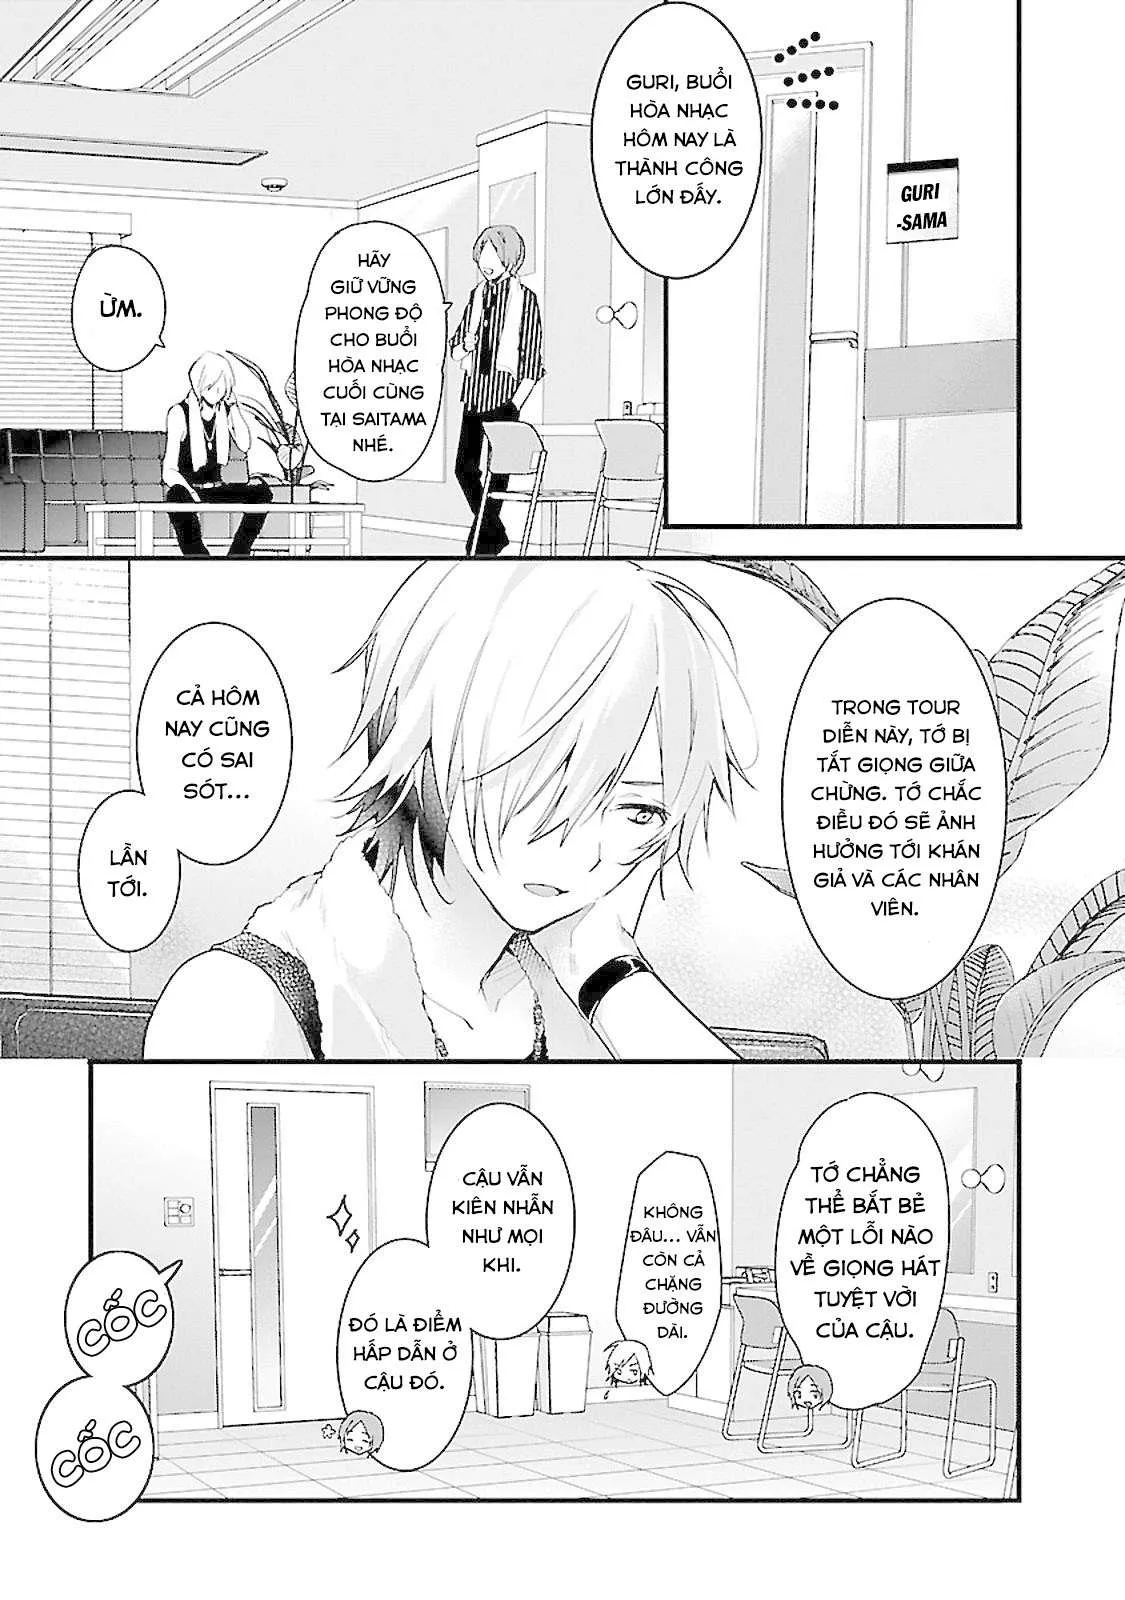 GURI, BUỔI
HÒA NHẠC
HÔM NAY LÀ
THÀNH CÔNG
LỚN ĐẤY.
GURI
-SAMA
HÃY
GIỮ VỮNG
PHONG ĐỘ
CHO BUỔI
HÒA NHẠC
CUỐI CÙNG
TẠI SAITAMA
NHÉ.
ỪM.
TRONG TOUR
DIỄN NÀY, TỚ BỊ
TẮT GIỌNG GIỮA
CHỪNG. TỚ CHẮC
ĐIỀU ĐÓ SẼ ẢNH
HƯỞNG TỚI KHÁN
GIẢ VÀ CÁC NHÂN
VIÊN.
CẢ HÔM
NAY CŨNG
CÓ SAI
SÓT...
LẦN
TỚI.
TỚ CHẲNG
THỂ BẮT BẺ
MỘT LỖI NÀO
VỀ GIỌNG HÁT
TUYỆT VỜI
CỦA CẬU.
KHÔNG
ĐÂU... VẪN
CÒN CẢ
CHẶNG
ĐƯỜNG
DÀI.
CẬU VẪN
KIÊN NHẪN
NHƯ MỌI
KHI.
ĐÓ LÀ ĐIỂM
HẤP DẪN Ở
CẬU ĐÓ.
CỐC
CỐC